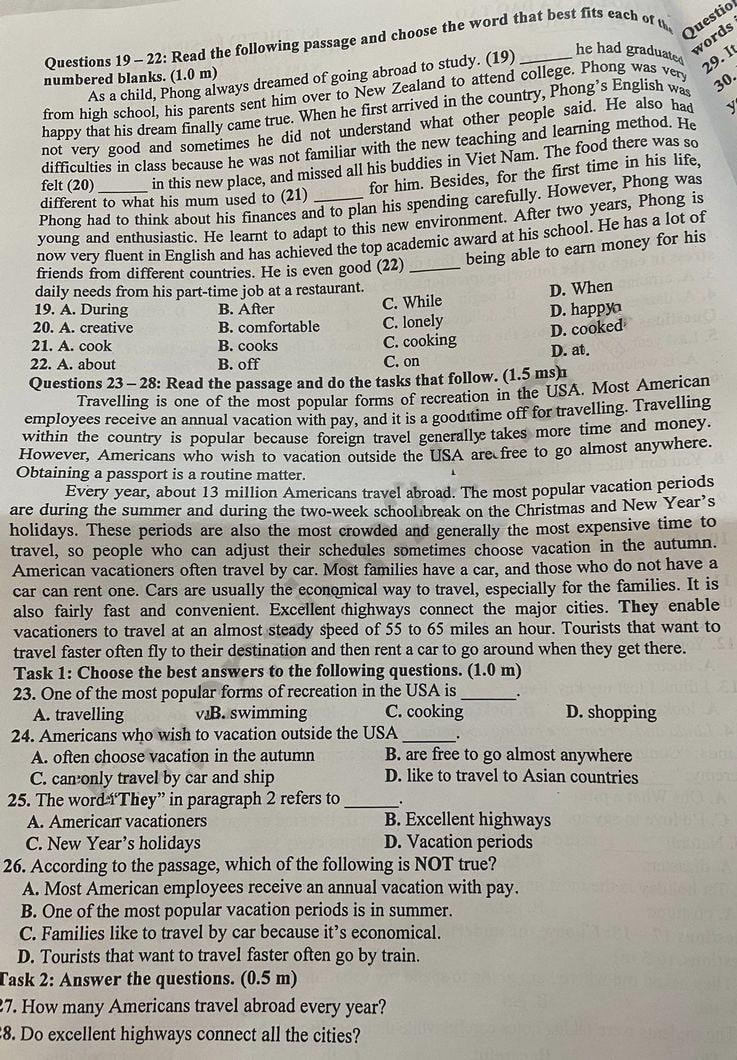 Questions 19 – 22: Read the following passage and choose the word that best fits each of the
numbered blanks. (1.0 m)
As a child, Phong always dreamed of going abroad to study. (19) ______ he had graduated
from high school, his parents sent him over to New Zealand to attend college. Phong was very
happy that his dream finally came true. When he first arrived in the country, Phong's English was
not very good and sometimes he did not understand what other people said. He also had
difficulties in class because he was not familiar with the new teaching and learning method. He
felt (20) ______ in this new place, and missed all his buddies in Viet Nam. The food there was so
different to what his mum used to (21) ______ for him. Besides, for the first time in his life,
Phong had to think about his finances and to plan his spending carefully. However, Phong was
young and enthusiastic. He learnt to adapt to this new environment. After two years, Phong is
now very fluent in English and has achieved the top academic award at his school. He has a lot of
friends from different countries. He is even good (22) ______ being able to earn money for his
daily needs from his part-time job at a restaurant.
19. A. During B. After C. While D. When
20. A. creative B. comfortable C. lonely D. happy
21. A. cook B. cooks C. cooking D. cooked
22. A. about B. off C. on D. at.
Questions 23 – 28: Read the passage and do the tasks that follow. (1.5 ms)
Travelling is one of the most popular forms of recreation in the USA. Most American
employees receive an annual vacation with pay, and it is a good time off for travelling. Travelling
within the country is popular because foreign travel generally takes more time and money.
However, Americans who wish to vacation outside the USA are free to go almost anywhere.
Obtaining a passport is a routine matter.
Every year, about 13 million Americans travel abroad. The most popular vacation periods
are during the summer and during the two-week school break on the Christmas and New Year's
holidays. These periods are also the most crowded and generally the most expensive time to
travel, so people who can adjust their schedules sometimes choose vacation in the autumn.
American vacationers often travel by car. Most families have a car, and those who do not have a
car can rent one. Cars are usually the economical way to travel, especially for the families. It is
also fairly fast and convenient. Excellent highways connect the major cities. They enable
vacationers to travel at an almost steady speed of 55 to 65 miles an hour. Tourists that want to
travel faster often fly to their destination and then rent a car to go around when they get there.
Task 1: Choose the best answers to the following questions. (1.0 m)
23. One of the most popular forms of recreation in the USA is ______.
A. travelling B. swimming C. cooking D. shopping
24. Americans who wish to vacation outside the USA ______.
A. often choose vacation in the autumn B. are free to go almost anywhere
C. can only travel by car and ship D. like to travel to Asian countries
25. The word "They" in paragraph 2 refers to ______.
A. American vacationers B. Excellent highways
C. New Year's holidays D. Vacation periods
26. According to the passage, which of the following is NOT true?
A. Most American employees receive an annual vacation with pay.
B. One of the most popular vacation periods is in summer.
C. Families like to travel by car because it's economical.
D. Tourists that want to travel faster often go by train.
Task 2: Answer the questions. (0.5 m)
27. How many Americans travel abroad every year?
28. Do excellent highways connect all the cities?
Questio
words
29. It
30.
y